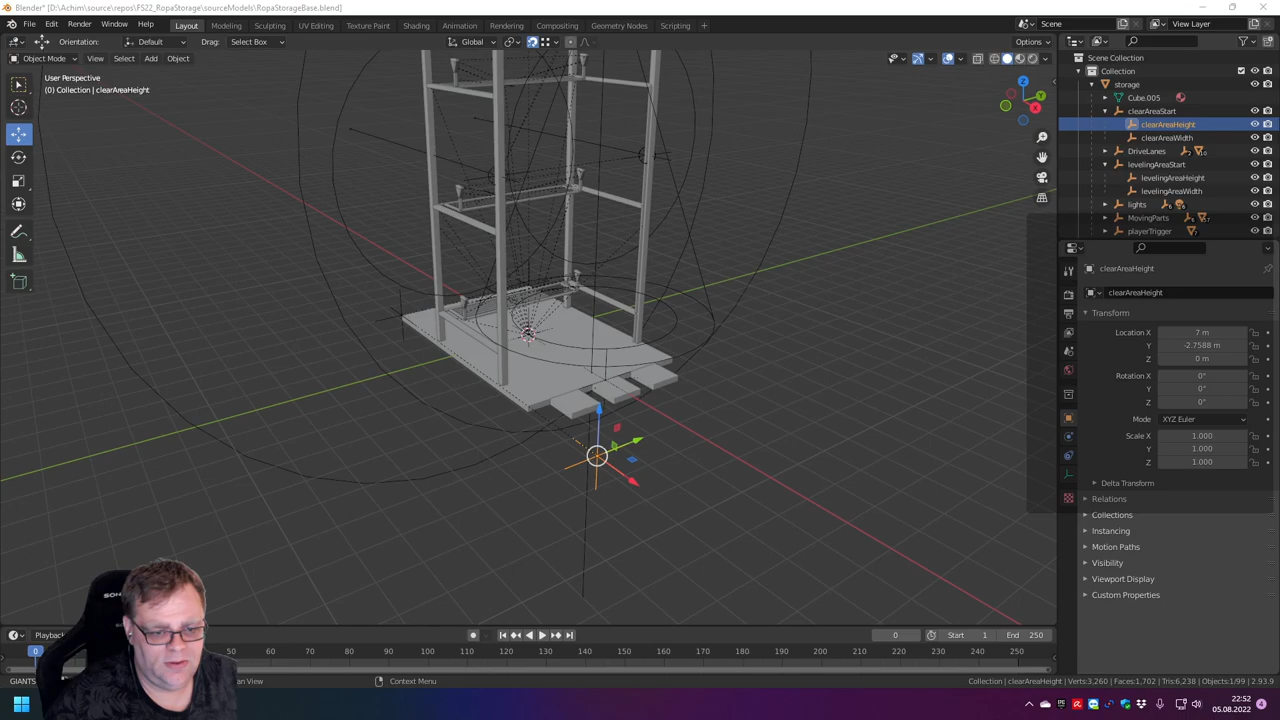 Blender* [D:\Achim\source\repos\FS22_RopaStorage\sourceModels\RopaStorageBase.blend]
File Edit Render Window Help Layout Modeling Sculpting UV Editing Texture Paint Shading Animation Rendering Compositing Geometry Nodes Scripting + Scene View Layer
Orientation: Default Drag: Select Box Global Options
Object Mode View Select Add Object
User Perspective
(0) Collection | clearAreaHeight
Scene Collection
Collection
storage
Cube.005
clearAreaStart
clearAreaHeight
clearAreaWidth
DriveLanes
levelingAreaStart
levelingAreaHeight
levelingAreaWidth
lights
MovingParts
playerTrigger
Z
Y
X
clearAreaHeight
clearAreaHeight
Transform
Location X 7 m
Y -2.7588 m
Z 0 m
Rotation X 0°
Y 0°
Z 0°
Mode XYZ Euler
Scale X 1.000
Y 1.000
Z 1.000
Delta Transform
Relations
Collections
Instancing
Motion Paths
Visibility
Viewport Display
Custom Properties
Playback 0 Start 1 End 250
0 50 60 70 80 90 100 110 120 130 140 150 160 170 180 190 200 210 220 230 240 250
GIANTS an View Context Menu Collection | clearAreaHeight | Verts:3,260 | Faces:1,702 | Tris:6,238 | Objects:1/99 | 2.93.9
22:52
05.08.2022